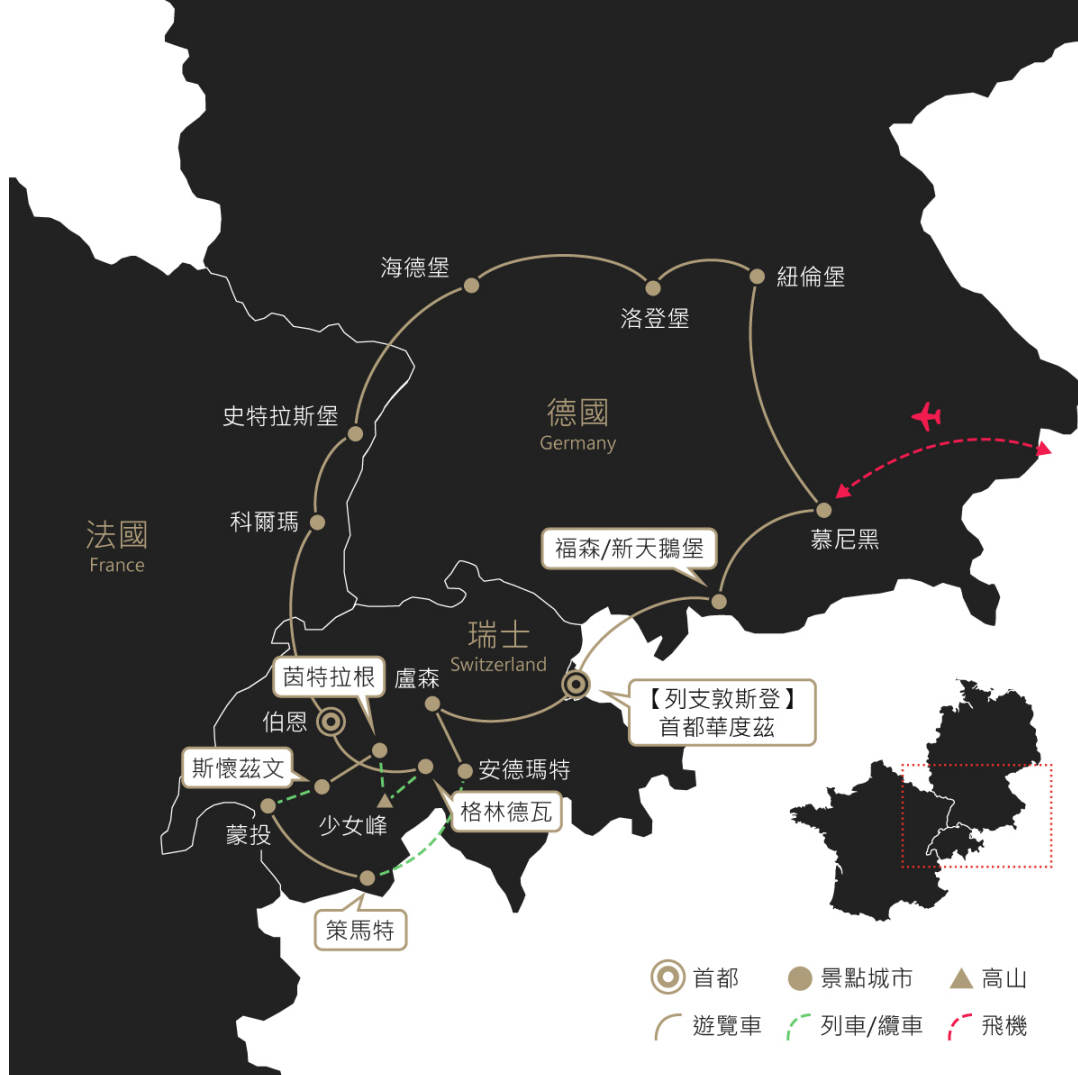 海德堡
紐倫堡
洛登堡
史特拉斯堡
德國
Germany
科爾瑪
法國
France
慕尼黑
福森/新天鵝堡
瑞士
Switzerland
茵特拉根
盧森
【列支敦斯登】
首都華度茲
伯恩
斯懷茲文
安德瑪特
格林德瓦
少女峰
蒙投
策馬特
首都
景點城市
高山
遊覽車
列車/纜車
飛機